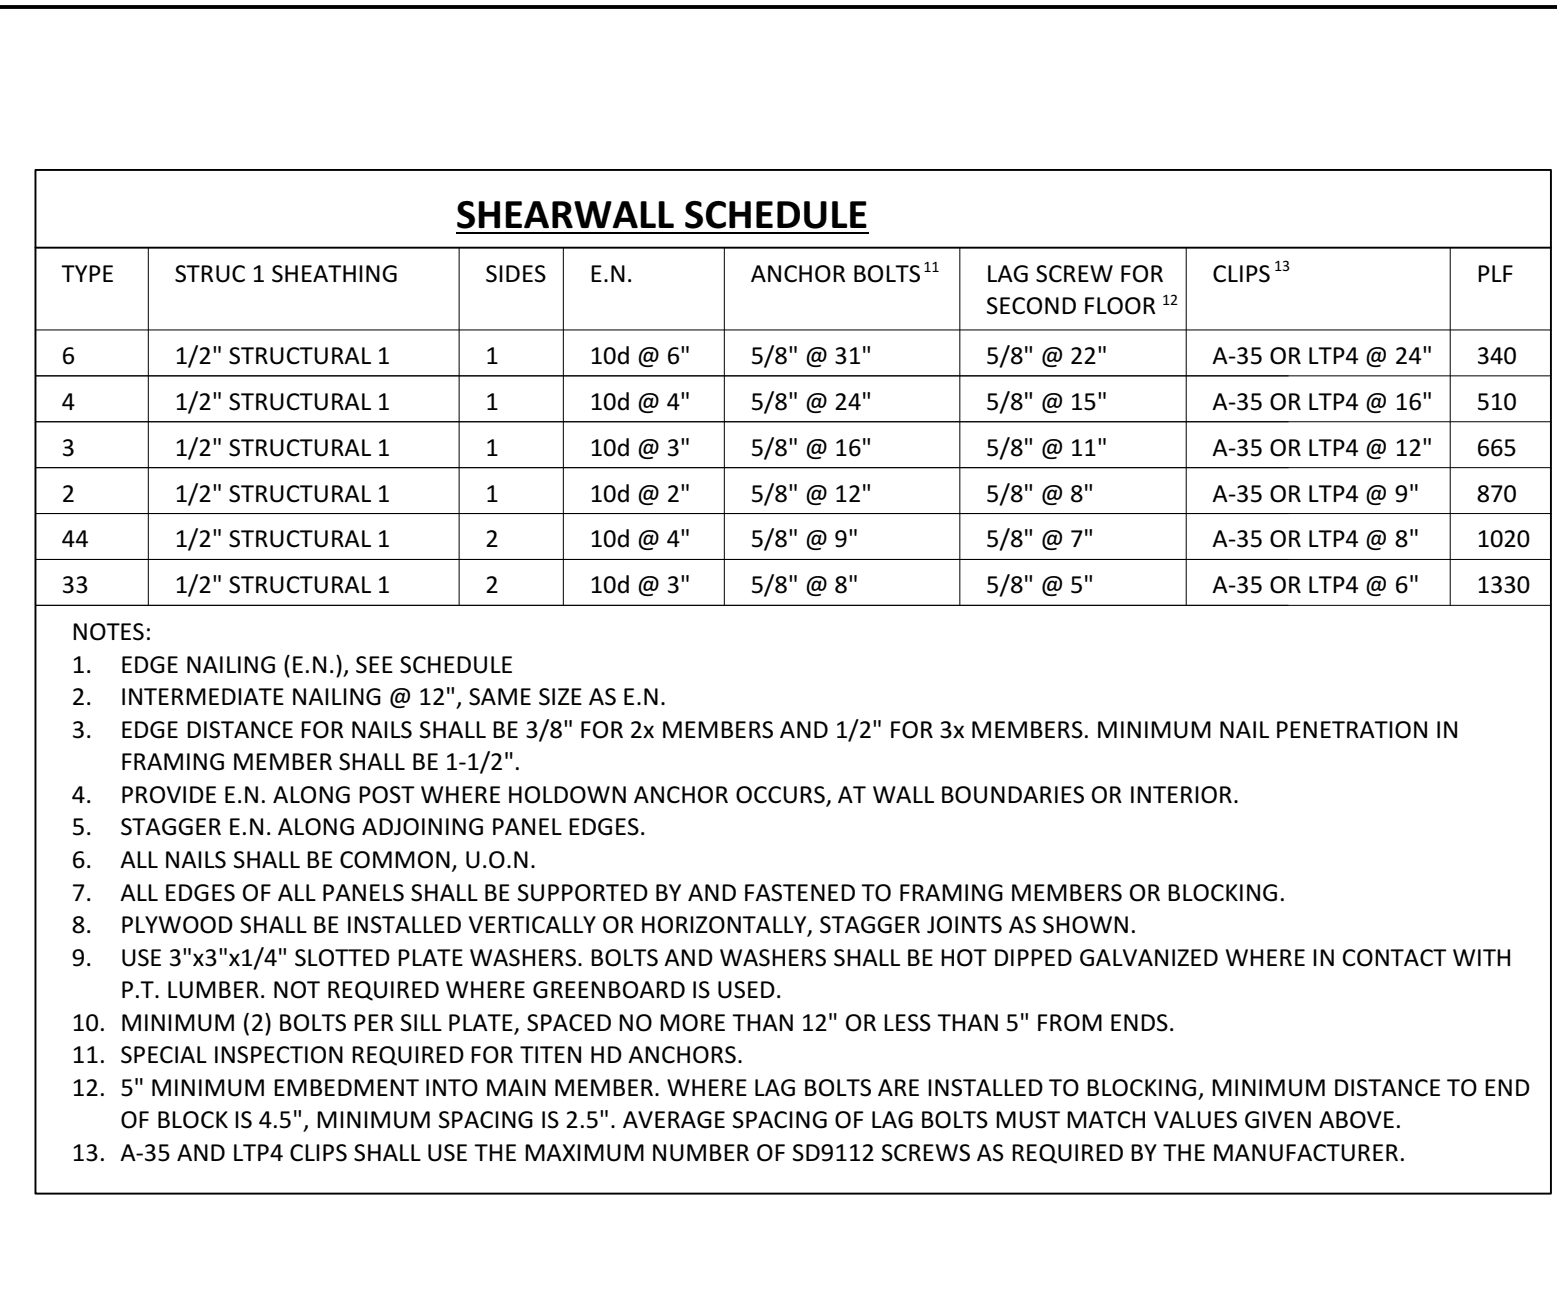 SHEARWALL SCHEDULE
TYPE STRUC 1 SHEATHING SIDES E.N. ANCHOR BOLTS 11 LAG SCREW FOR SECOND FLOOR 12 CLIPS 13 PLF
6 1/2" STRUCTURAL 1 1 10d @ 6" 5/8" @ 31" 5/8" @ 22" A-35 OR LTP4 @ 24" 340
4 1/2" STRUCTURAL 1 1 10d @ 4" 5/8" @ 24" 5/8" @ 15" A-35 OR LTP4 @ 16" 510
3 1/2" STRUCTURAL 1 1 10d @ 3" 5/8" @ 16" 5/8" @ 11" A-35 OR LTP4 @ 12" 665
2 1/2" STRUCTURAL 1 1 10d @ 2" 5/8" @ 12" 5/8" @ 8" A-35 OR LTP4 @ 9" 870
44 1/2" STRUCTURAL 1 2 10d @ 4" 5/8" @ 9" 5/8" @ 7" A-35 OR LTP4 @ 8" 1020
33 1/2" STRUCTURAL 1 2 10d @ 3" 5/8" @ 8" 5/8" @ 5" A-35 OR LTP4 @ 6" 1330
NOTES:
1. EDGE NAILING (E.N.), SEE SCHEDULE
2. INTERMEDIATE NAILING @ 12", SAME SIZE AS E.N.
3. EDGE DISTANCE FOR NAILS SHALL BE 3/8" FOR 2x MEMBERS AND 1/2" FOR 3x MEMBERS. MINIMUM NAIL PENETRATION IN
FRAMING MEMBER SHALL BE 1-1/2".
4. PROVIDE E.N. ALONG POST WHERE HOLDOWN ANCHOR OCCURS, AT WALL BOUNDARIES OR INTERIOR.
5. STAGGER E.N. ALONG ADJOINING PANEL EDGES.
6. ALL NAILS SHALL BE COMMON, U.O.N.
7. ALL EDGES OF ALL PANELS SHALL BE SUPPORTED BY AND FASTENED TO FRAMING MEMBERS OR BLOCKING.
8. PLYWOOD SHALL BE INSTALLED VERTICALLY OR HORIZONTALLY, STAGGER JOINTS AS SHOWN.
9. USE 3"x3"x1/4" SLOTTED PLATE WASHERS. BOLTS AND WASHERS SHALL BE HOT DIPPED GALVANIZED WHERE IN CONTACT WITH
P.T. LUMBER. NOT REQUIRED WHERE GREENBOARD IS USED.
10. MINIMUM (2) BOLTS PER SILL PLATE, SPACED NO MORE THAN 12" OR LESS THAN 5" FROM ENDS.
11. SPECIAL INSPECTION REQUIRED FOR TITEN HD ANCHORS.
12. 5" MINIMUM EMBEDMENT INTO MAIN MEMBER. WHERE LAG BOLTS ARE INSTALLED TO BLOCKING, MINIMUM DISTANCE TO END
OF BLOCK IS 4.5", MINIMUM SPACING IS 2.5". AVERAGE SPACING OF LAG BOLTS MUST MATCH VALUES GIVEN ABOVE.
13. A-35 AND LTP4 CLIPS SHALL USE THE MAXIMUM NUMBER OF SD9112 SCREWS AS REQUIRED BY THE MANUFACTURER.